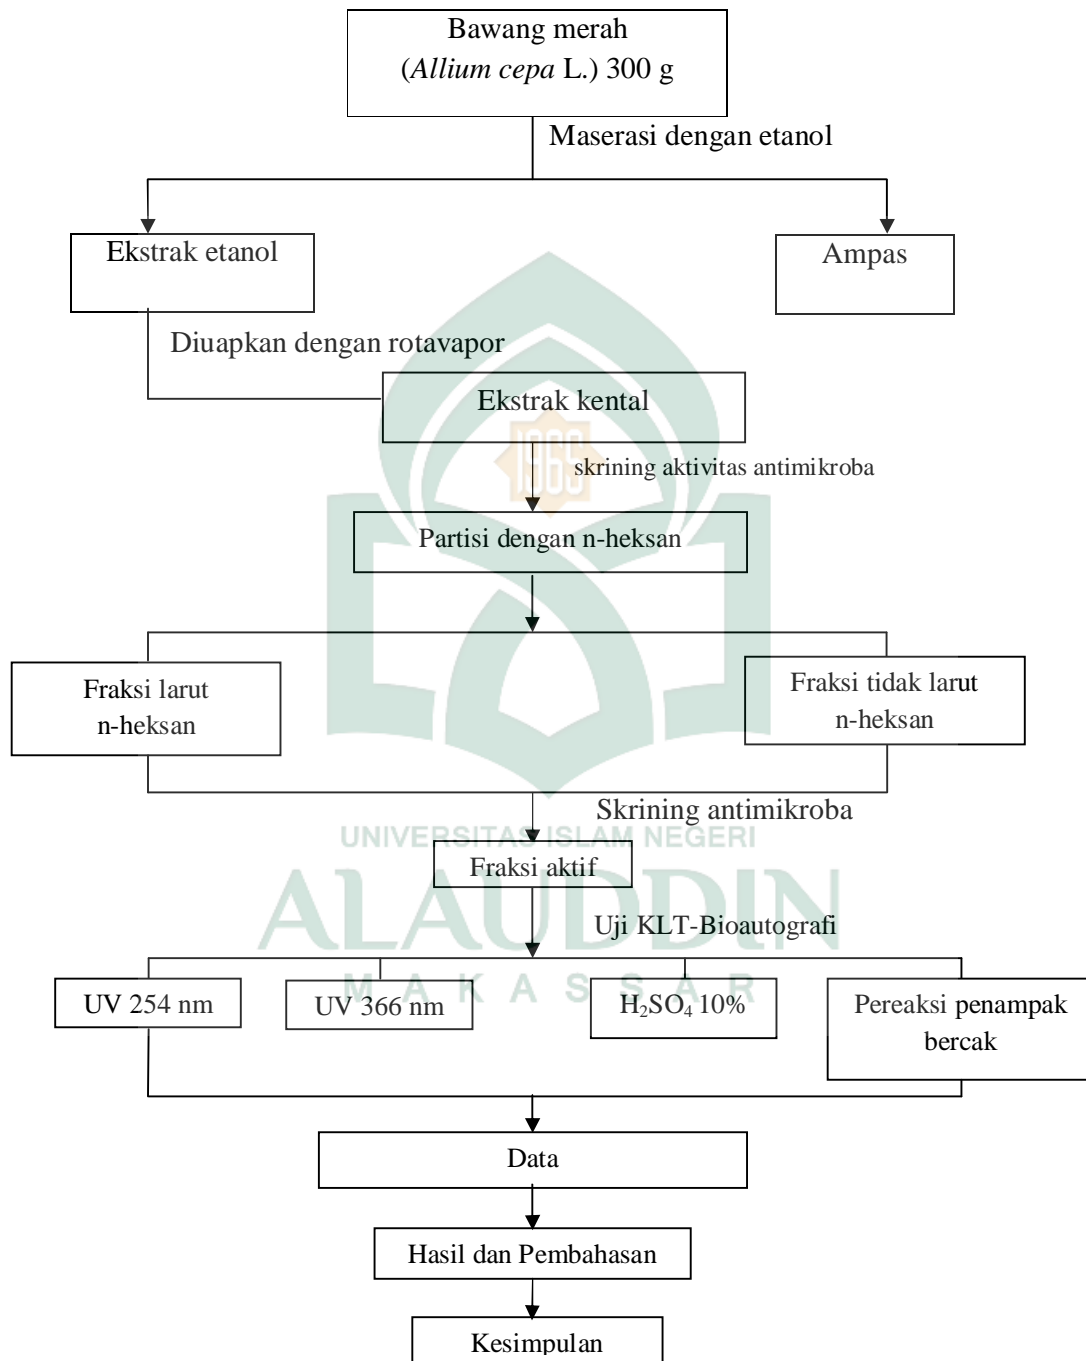 Bawang merah
(Allium cepa L.) 300 g
Maserasi dengan etanol
Ekstrak etanol
Ampas
Diuapkan dengan rotavapor
Ekstrak kental
1965
skrining aktivitas antimikroba
Partisi dengan n-heksan
Fraksi larut
n-heksan
Fraksi tidak larut
n-heksan
Skrining antimikroba
UNIVERSITAS ISLAM NEGERI
Fraksi aktif
ALAUDDIN
Uji KLT-Bioautografi
MAKASSAR
UV 254 nm
UV 366 nm
H₂SO₄ 10%
Pereaksi penampak
bercak
Data
Hasil dan Pembahasan
Kesimpulan